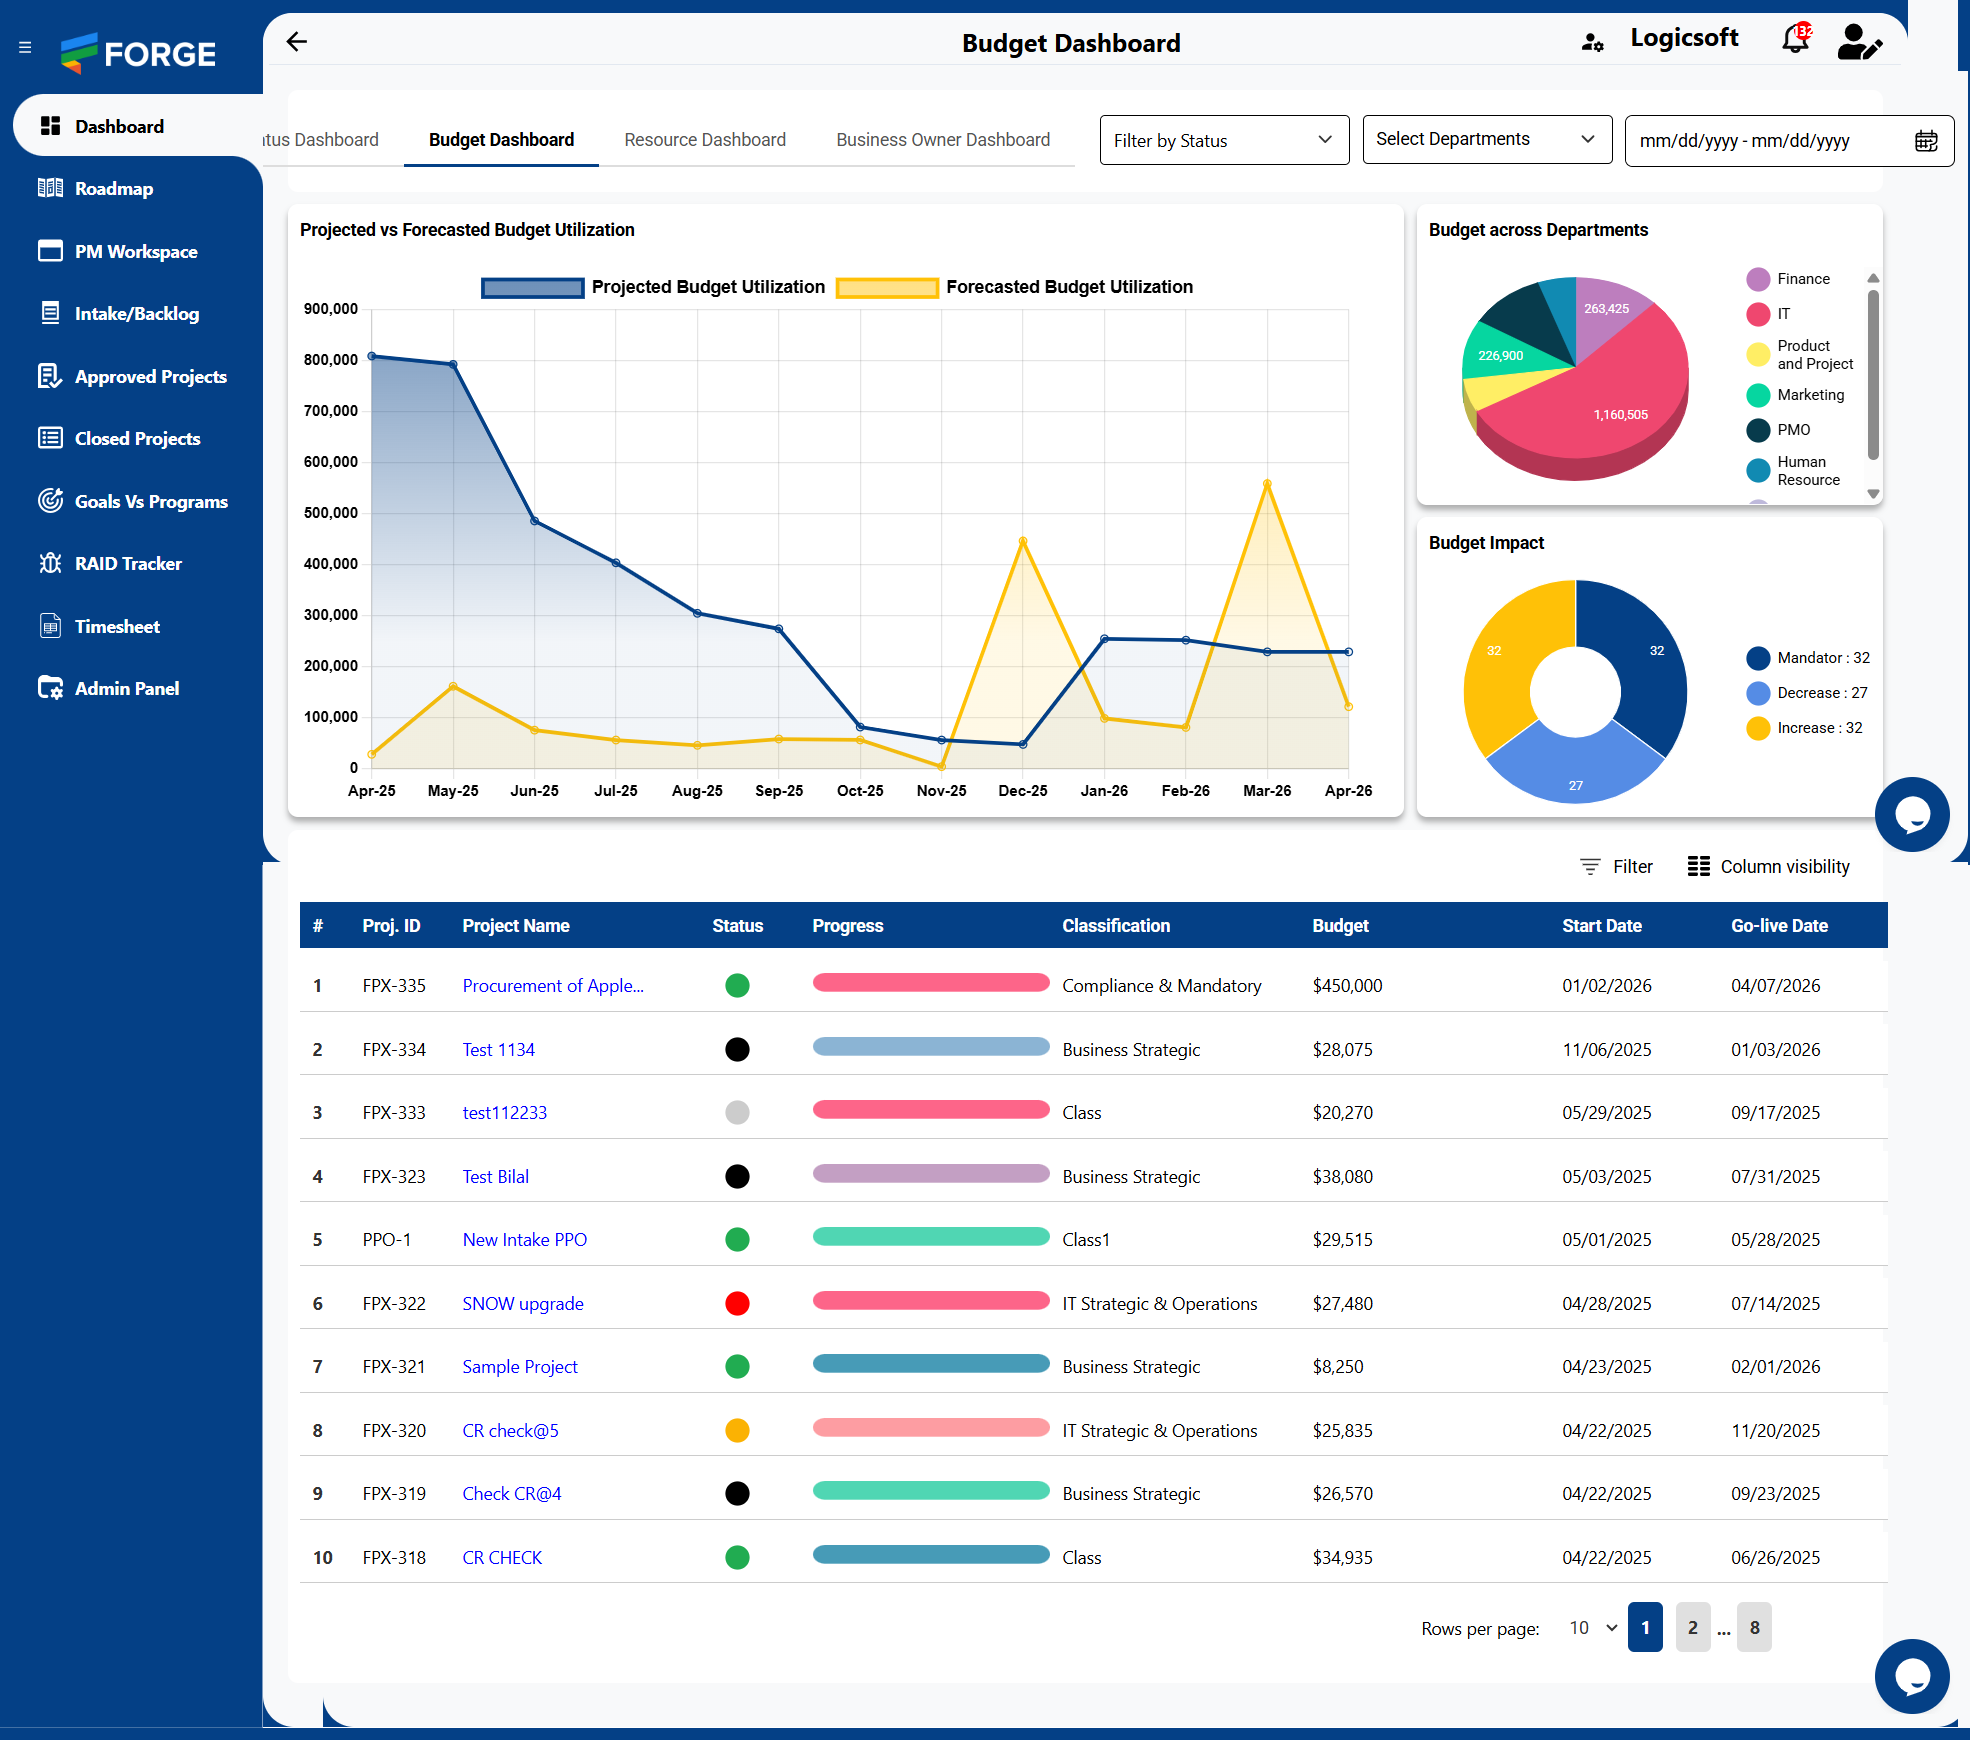 FORGE
Budget Dashboard
Logicsoft
132
Dashboard
Roadmap
PM Workspace
Intake/Backlog
Approved Projects
Closed Projects
Goals Vs Programs
RAID Tracker
Timesheet
Admin Panel
tus Dashboard
Budget Dashboard
Resource Dashboard
Business Owner Dashboard
Filter by Status
Select Departments
mm/dd/yyyy - mm/dd/yyyy
Projected vs Forecasted Budget Utilization
Projected Budget Utilization
Forecasted Budget Utilization
900,000
800,000
700,000
600,000
500,000
400,000
300,000
200,000
100,000
0
Apr-25 May-25 Jun-25 Jul-25 Aug-25 Sep-25 Oct-25 Nov-25 Dec-25 Jan-26 Feb-26 Mar-26 Apr-26
Budget across Departments
263,425
226,900
1,160,505
Finance
IT
Product
and Project
Marketing
PMO
Human
Resource
Budget Impact
32
32
27
Mandator : 32
Decrease : 27
Increase : 32
Filter
Column visibility
# Proj. ID Project Name Status Progress Classification Budget Start Date Go-live Date
1 FPX-335 Procurement of Apple... Compliance & Mandatory $450,000 01/02/2026 04/07/2026
2 FPX-334 Test 1134 Business Strategic $28,075 11/06/2025 01/03/2026
3 FPX-333 test112233 Class $20,270 05/29/2025 09/17/2025
4 FPX-323 Test Bilal Business Strategic $38,080 05/03/2025 07/31/2025
5 PPO-1 New Intake PPO Class1 $29,515 05/01/2025 05/28/2025
6 FPX-322 SNOW upgrade IT Strategic & Operations $27,480 04/28/2025 07/14/2025
7 FPX-321 Sample Project Business Strategic $8,250 04/23/2025 02/01/2026
8 FPX-320 CR check@5 IT Strategic & Operations $25,835 04/22/2025 11/20/2025
9 FPX-319 Check CR@4 Business Strategic $26,570 04/22/2025 09/23/2025
10 FPX-318 CR CHECK Class $34,935 04/22/2025 06/26/2025
Rows per page: 10 1 2 ... 8